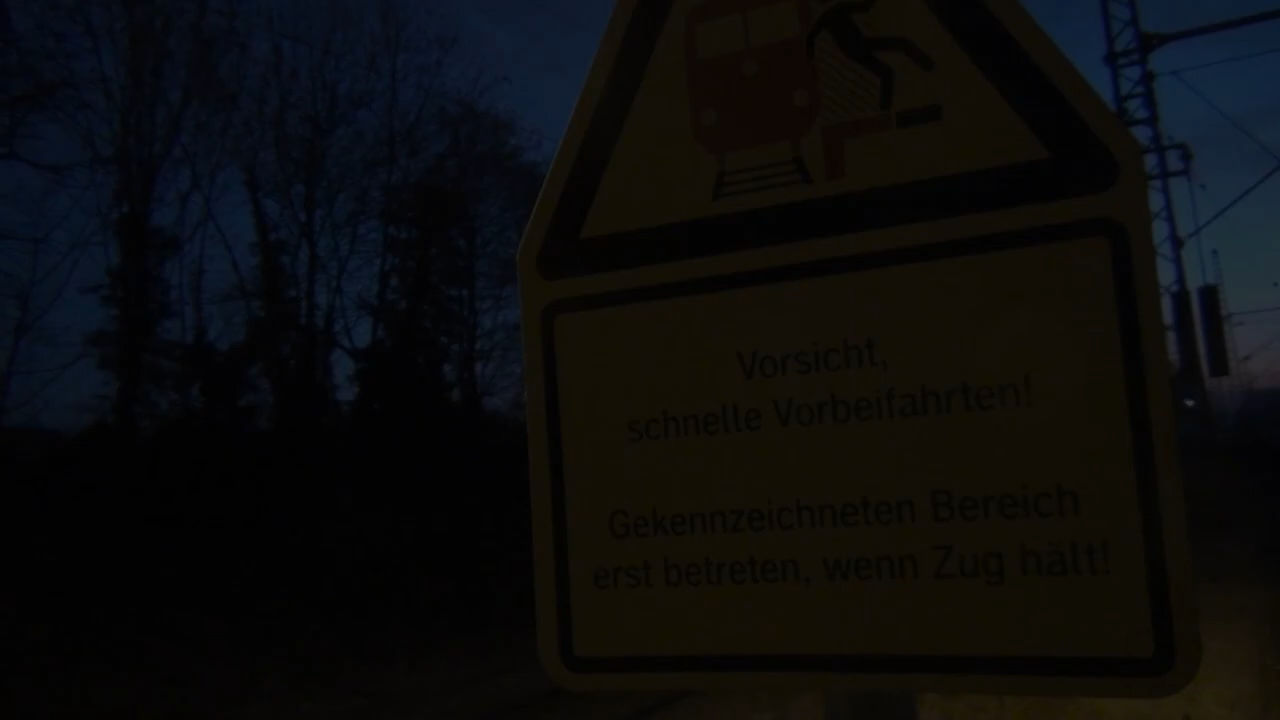 Vorsicht,
schnelle Vorbeifahrten!
Gekennzeichneten Bereich
erst betreten, wenn Zug hält!